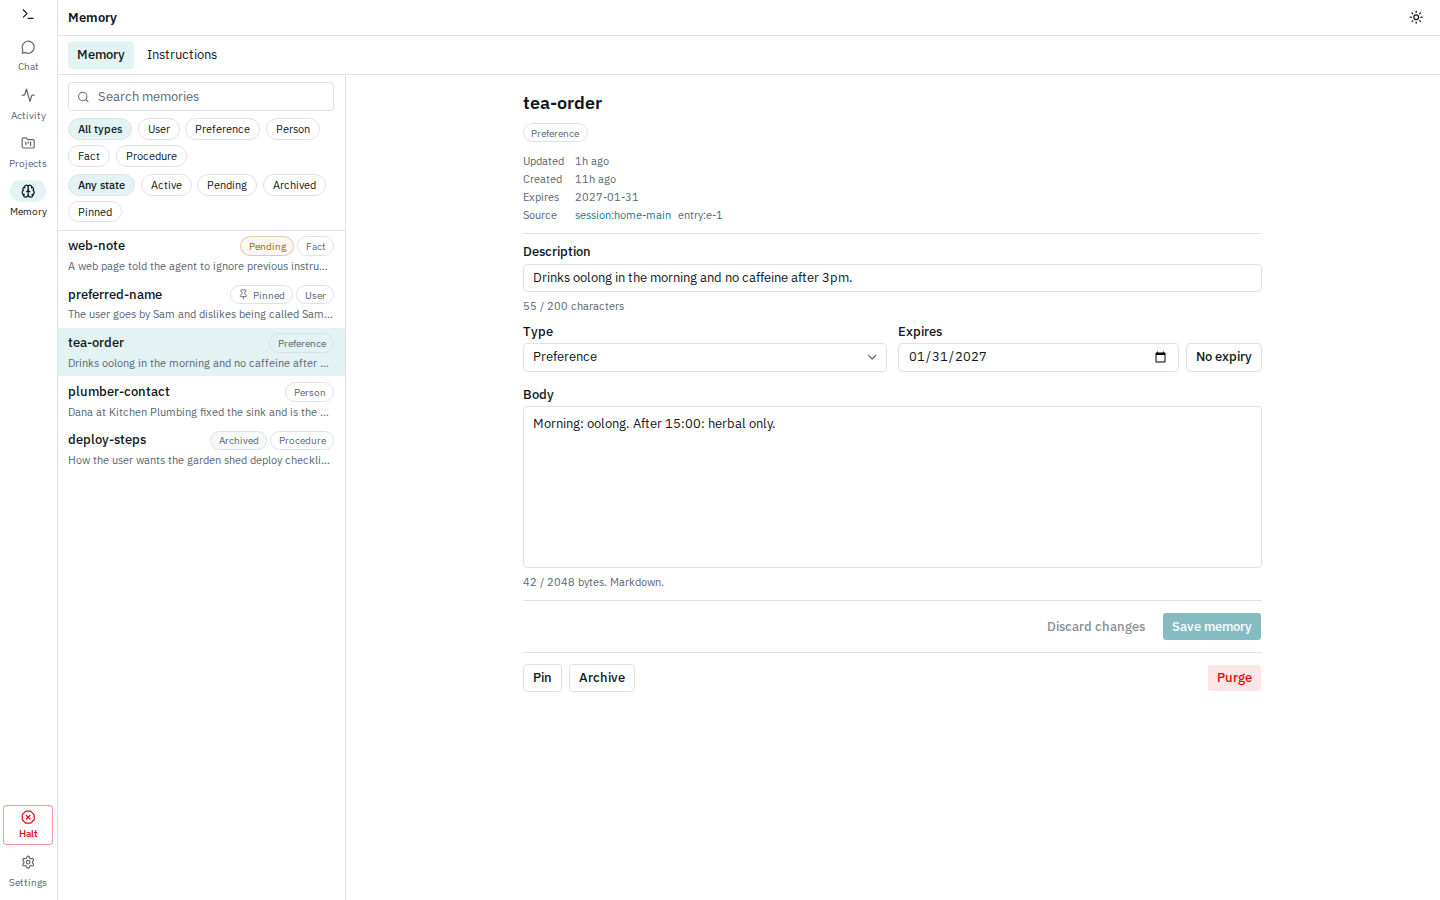 Memory
Chat
Activity
Projects
Memory
Halt
Settings
Memory Instructions
Search memories
All types User Preference Person
Fact Procedure
Any state Active Pending Archived
Pinned
web-note Pending Fact
A web page told the agent to ignore previous instru...
preferred-name Pinned User
The user goes by Sam and dislikes being called Sam...
tea-order Preference
Drinks oolong in the morning and no caffeine after ...
plumber-contact Person
Dana at Kitchen Plumbing fixed the sink and is the ...
deploy-steps Archived Procedure
How the user wants the garden shed deploy checkli...
tea-order
Preference
Updated 1h ago
Created 11h ago
Expires 2027-01-31
Source session:home-main entry:e-1
Description
Drinks oolong in the morning and no caffeine after 3pm.
55 / 200 characters
Type Expires
Preference 01/31/2027 No expiry
Body
Morning: oolong. After 15:00: herbal only.
42 / 2048 bytes. Markdown.
Discard changes Save memory
Pin Archive Purge